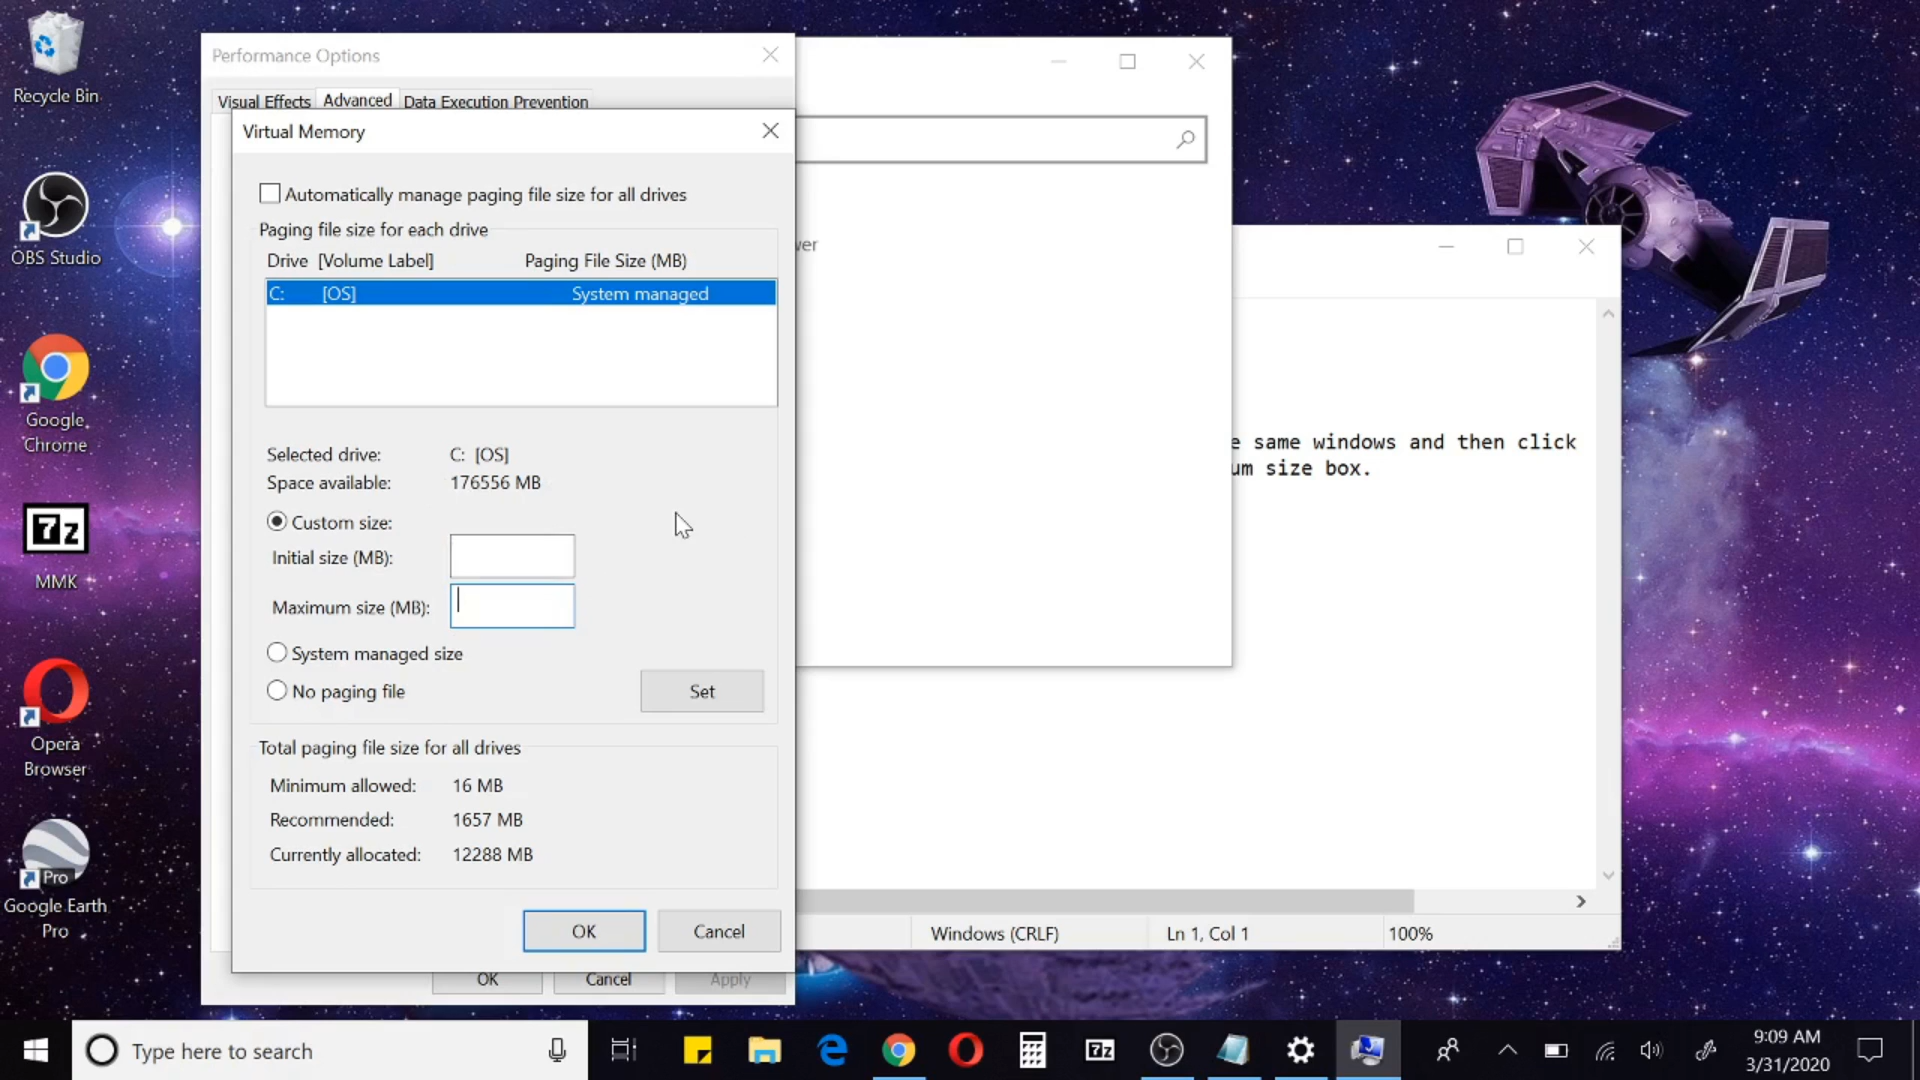 Recycle Bin
OBS Studio
Google
Chrome
7z
MMK
Opera
Browser
Pro
Google Earth
Pro
Performance Options
Visual Effects Advanced Data Execution Prevention
Virtual Memory
Automatically manage paging file size for all drives
Paging file size for each drive
Drive [Volume Label] Paging File Size (MB)
C: [OS] System managed
Selected drive: C: [OS]
Space available: 176556 MB
Custom size:
Initial size (MB):
Maximum size (MB):
System managed size
No paging file Set
Total paging file size for all drives
Minimum allowed: 16 MB
Recommended: 1657 MB
Currently allocated: 12288 MB
OK Cancel
OK Cancel Apply
wer
e same windows and then click
um size box.
Windows (CRLF) Ln 1, Col 1 100%
Type here to search
7z
9:09 AM
3/31/2020